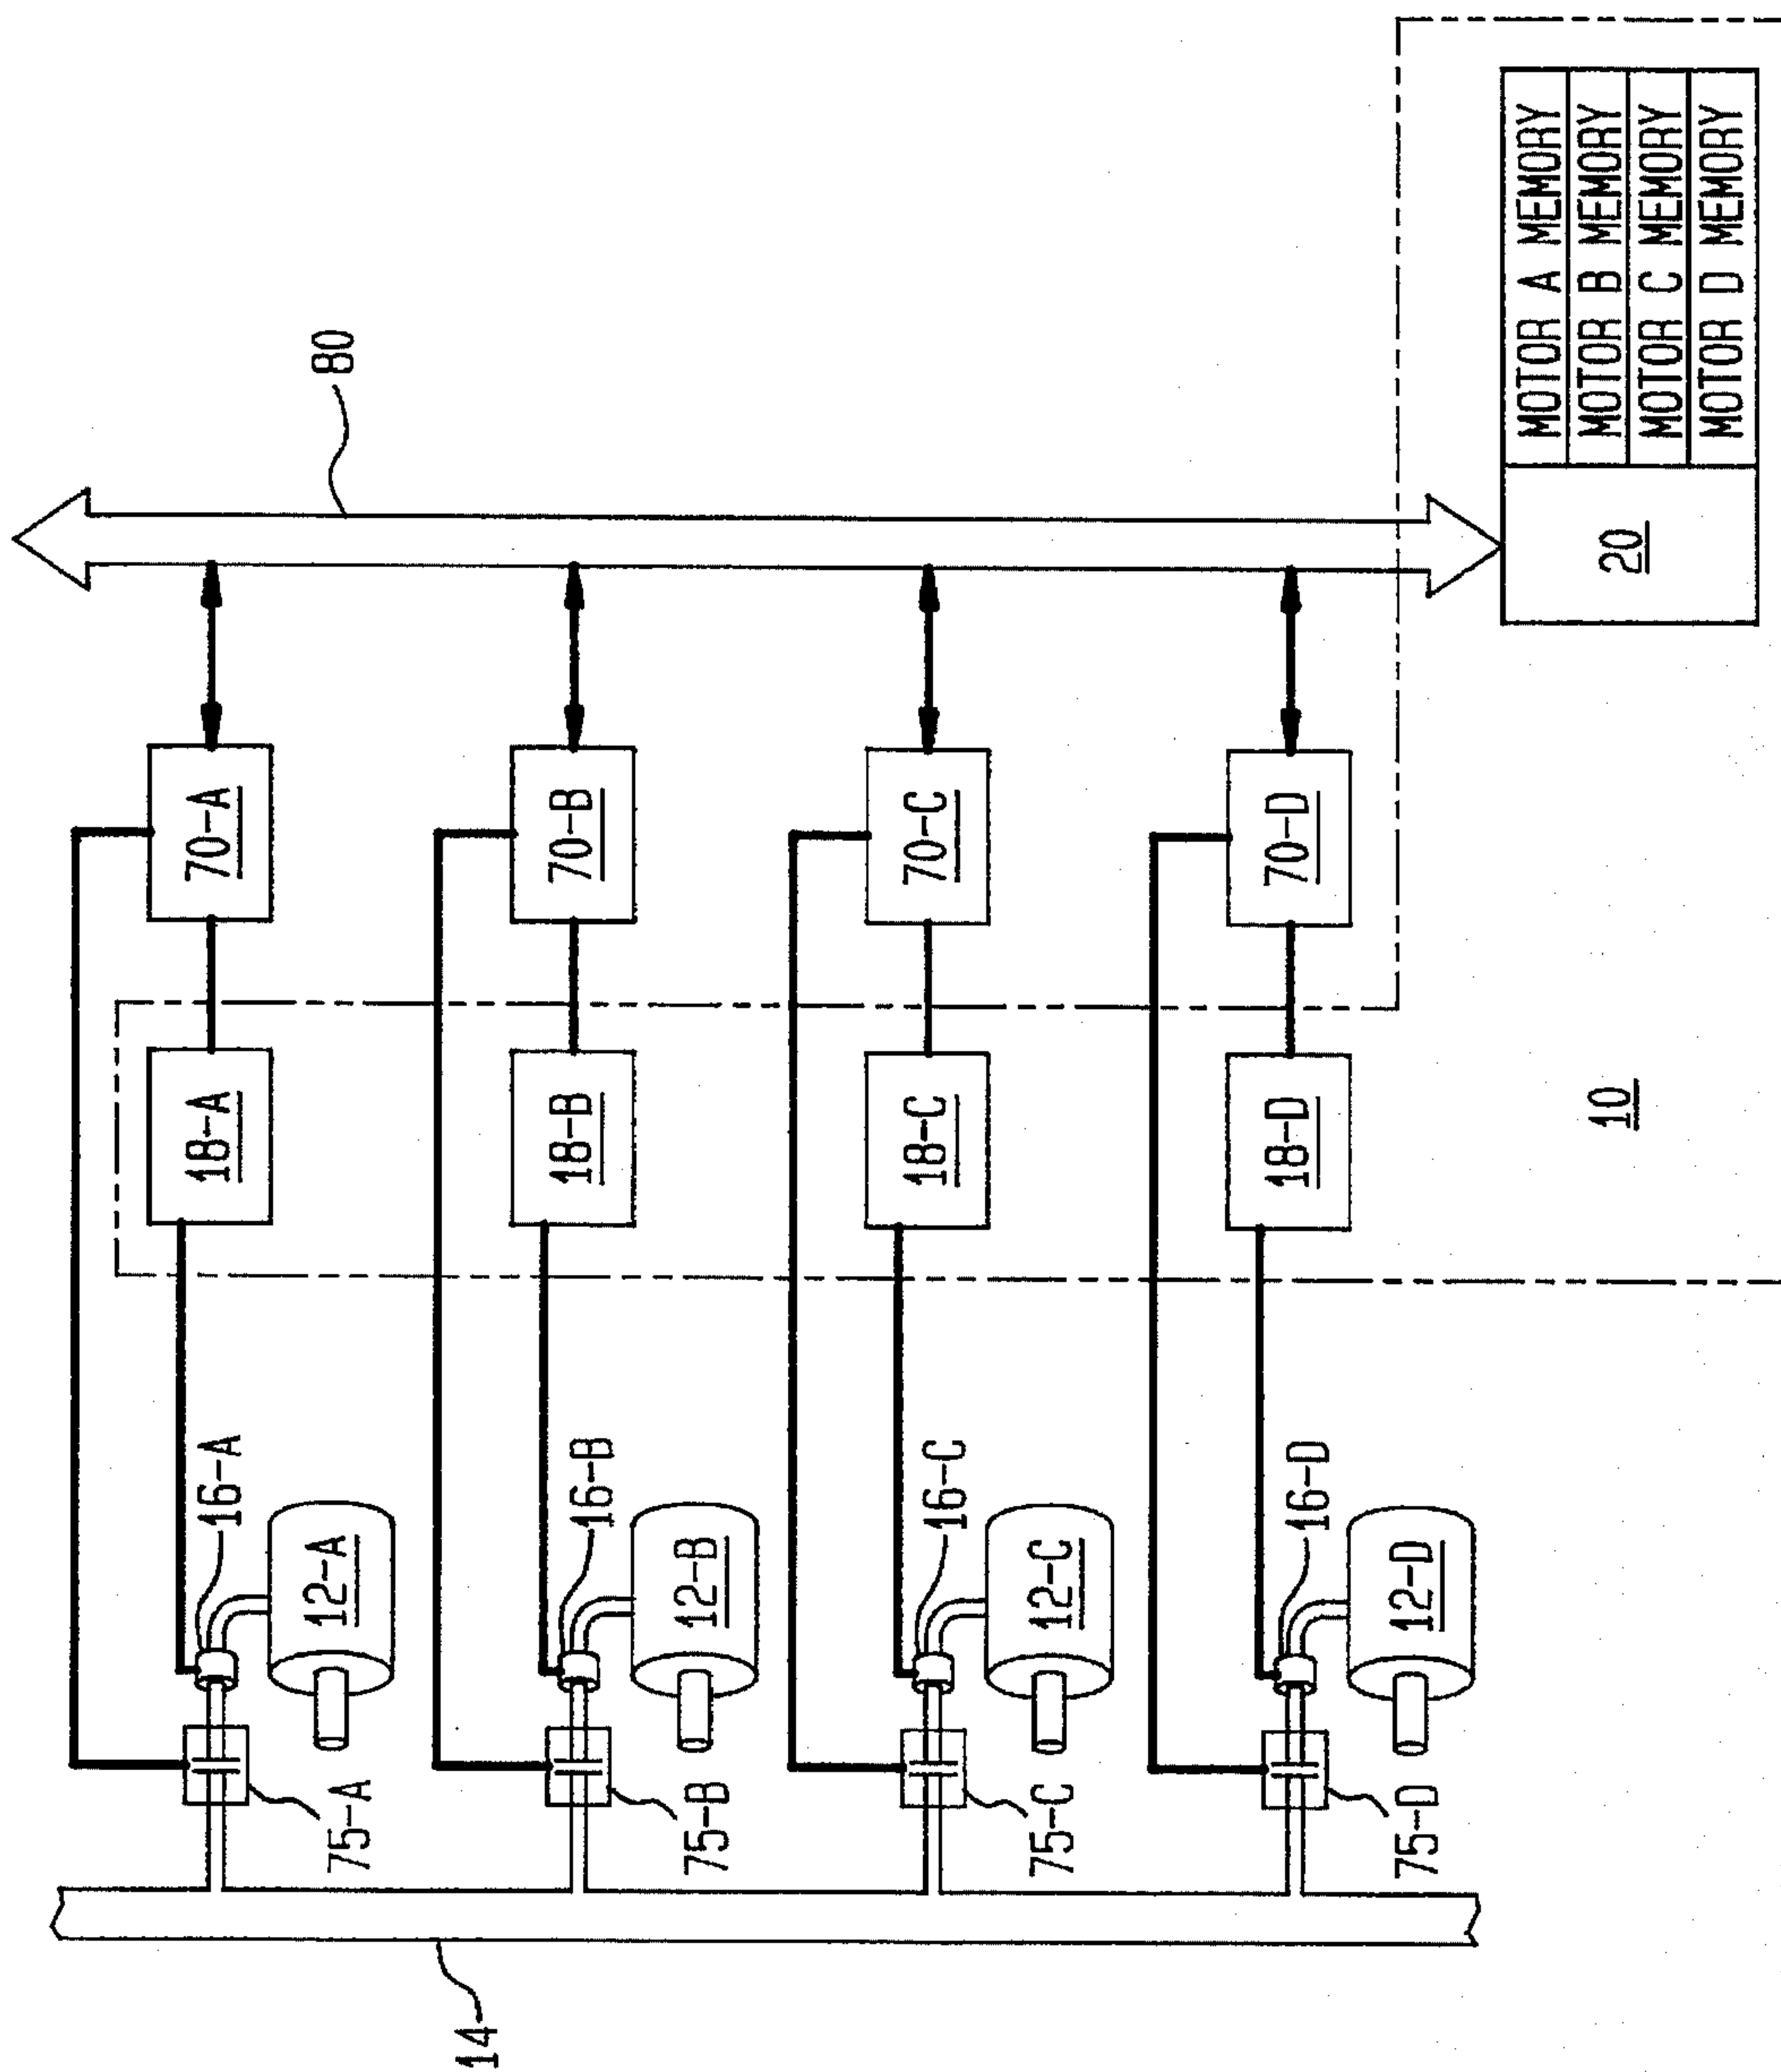 80
70-A
70-B
70-C
70-D
18-A
18-B
18-C
18-D
16-A
16-B
16-C
16-D
12-A
12-B
12-C
12-D
75-A
75-B
75-C
75-D
14
10
20
MOTOR A MEMORY
MOTOR B MEMORY
MOTOR C MEMORY
MOTOR D MEMORY